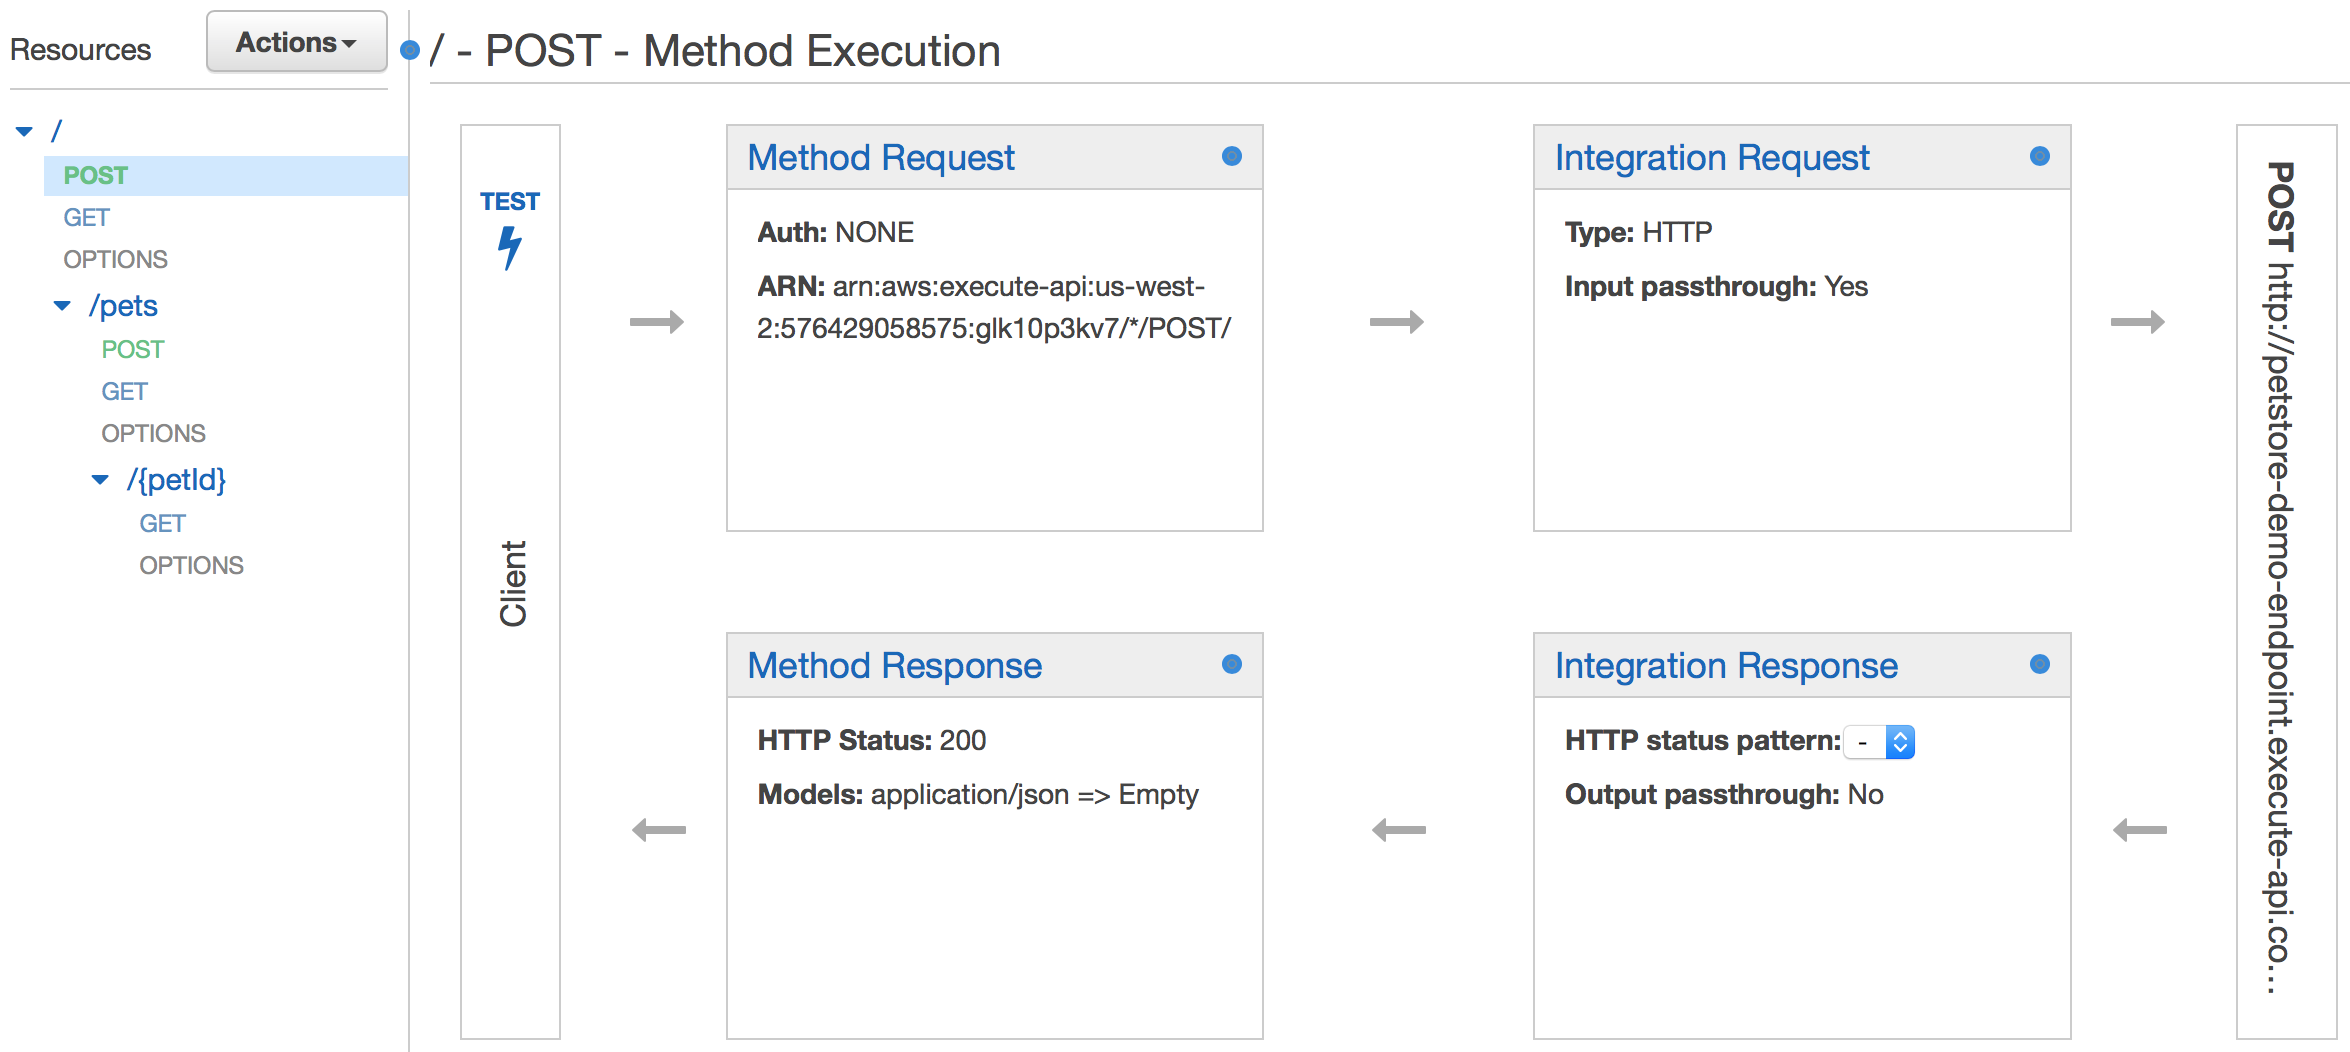 Resources
Actions
/ - POST - Method Execution
/
POST
GET
OPTIONS
/pets
POST
GET
OPTIONS
/{petId}
GET
OPTIONS
TEST
Client
Method Request
Auth: NONE
ARN: arn:aws:execute-api:us-west-
2:576429058575:glk10p3kv7/*/POST/
Integration Request
Type: HTTP
Input passthrough: Yes
POST http://petstore-demo-endpoint.execute-api.co...
Method Response
HTTP Status: 200
Models: application/json => Empty
Integration Response
HTTP status pattern: -
Output passthrough: No